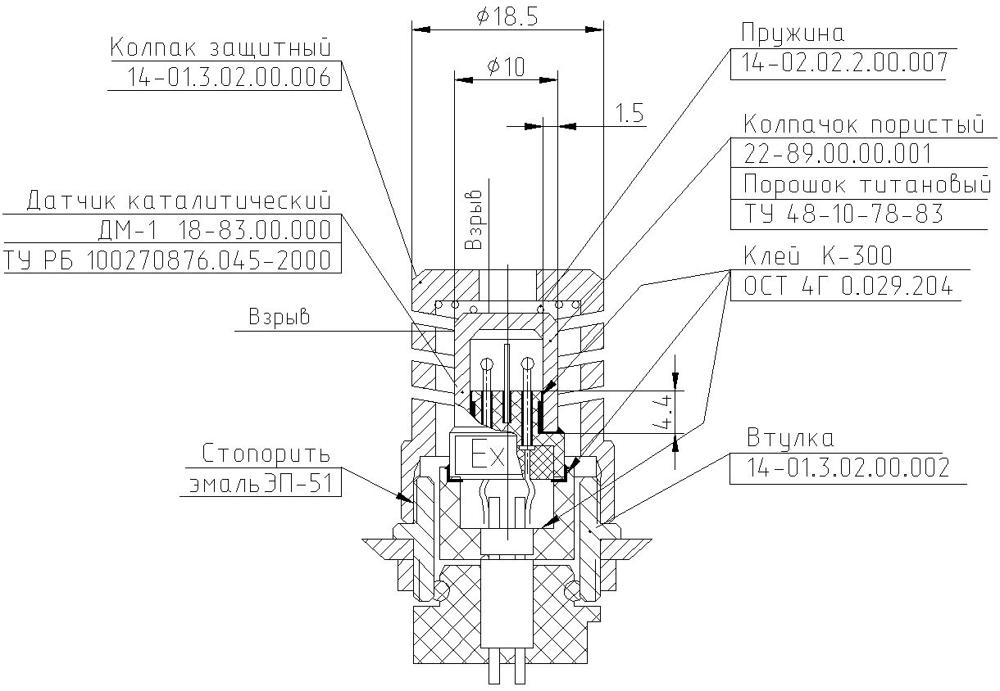 ⌀18.5
Колпак защитный
14-01.3.02.00.006
Пружина
14-02.02.2.00.007
⌀10
1.5
Колпачок пористый
22-89.00.00.001
Порошок титановый
ТУ 48-10-78-83
Датчик каталитический
ДМ-1 18-83.00.000
ТУ РБ 100270876.045-2000
Взрыв
Клей К-300
ОСТ 4Г 0.029.204
Взрыв
4.4
Ex
Стопорить
эмальЭП-51
Втулка
14-01.3.02.00.002